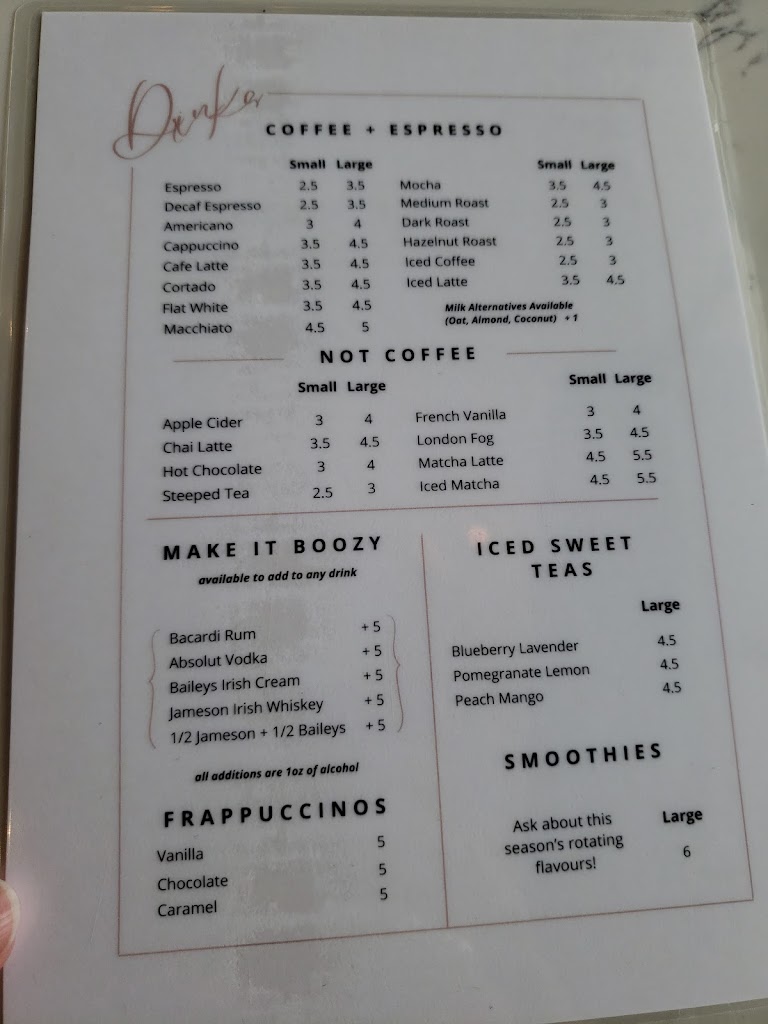 Drinks
COFFEE + ESPRESSO
Small Large
Espresso 2.5 3.5
Decaf Espresso 2.5 3.5
Americano 3 4
Cappuccino 3.5 4.5
Cafe Latte 3.5 4.5
Cortado 3.5 4.5
Flat White 3.5 4.5
Macchiato 4.5 5
Small Large
Mocha 3.5 4.5
Medium Roast 2.5 3
Dark Roast 2.5 3
Hazelnut Roast 2.5 3
Iced Coffee 2.5 3
Iced Latte 3.5 4.5
Milk Alternatives Available
(Oat, Almond, Coconut) + 1
NOT COFFEE
Small Large
Apple Cider 3 4
Chai Latte 3.5 4.5
Hot Chocolate 3 4
Steeped Tea 2.5 3
Small Large
French Vanilla 3 4
London Fog 3.5 4.5
Matcha Latte 4.5 5.5
Iced Matcha 4.5 5.5
MAKE IT BOOZY
available to add to any drink
Bacardi Rum + 5
Absolut Vodka + 5
Baileys Irish Cream + 5
Jameson Irish Whiskey + 5
1/2 Jameson + 1/2 Baileys + 5
all additions are 1oz of alcohol
FRAPPUCCINOS
Vanilla 5
Chocolate 5
Caramel 5
ICED SWEET
TEAS
Large
Blueberry Lavender 4.5
Pomegranate Lemon 4.5
Peach Mango 4.5
SMOOTHIES
Ask about this
season's rotating
flavours!
Large
6